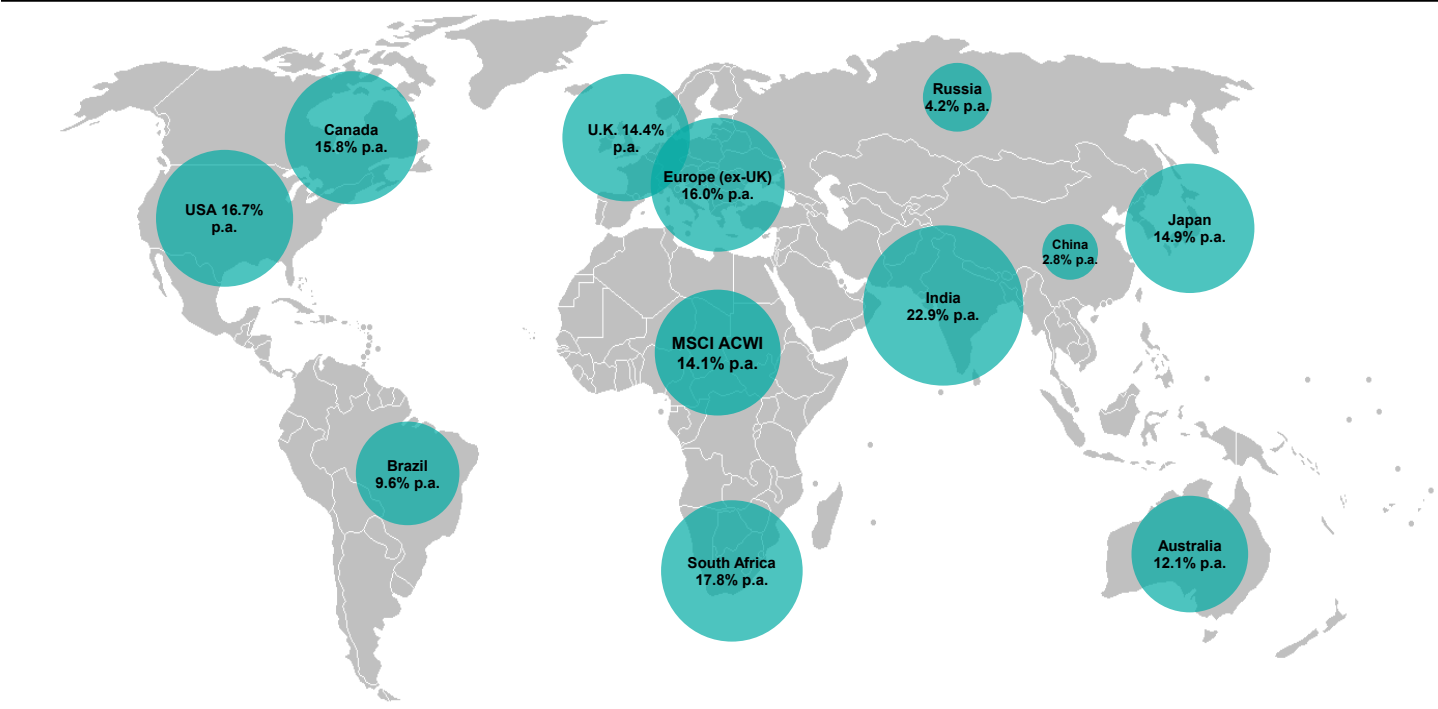 Canada
15.8% p.a.
USA 16.7%
p.a.
U.K. 14.4%
p.a.
Europe (ex-UK)
16.0% p.a.
Russia
4.2% p.a.
Japan
14.9% p.a.
China
2.8% p.a.
India
22.9% p.a.
MSCI ACWI
14.1% p.a.
Brazil
9.6% p.a.
South Africa
17.8% p.a.
Australia
12.1% p.a.